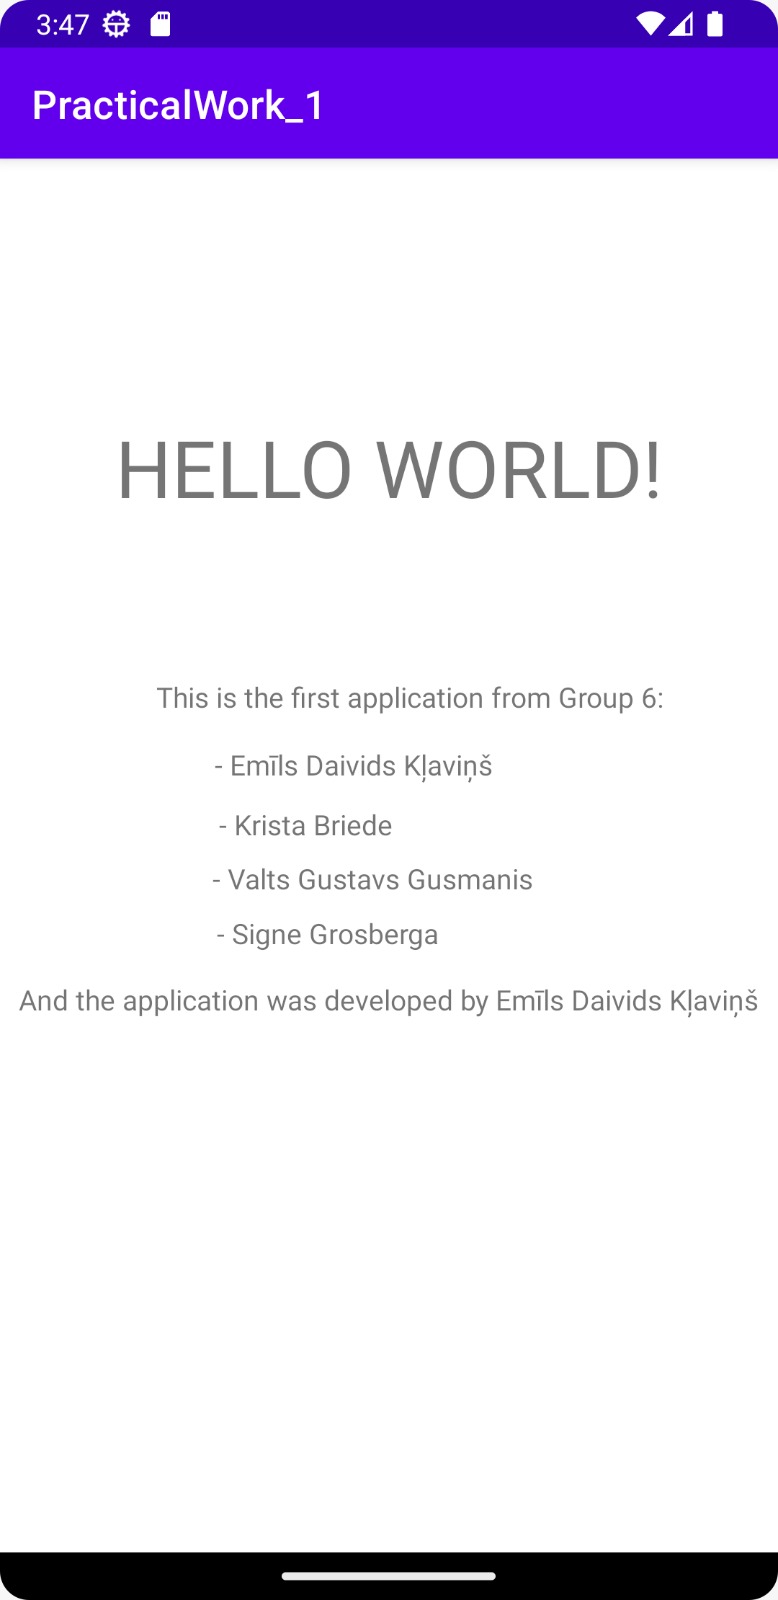 3:47
PracticalWork_1
HELLO WORLD!
This is the first application from Group 6:
- Emīls Daivids Kļaviņš
- Krista Briede
- Valts Gustavs Gusmanis
- Signe Grosberga
And the application was developed by Emīls Daivids Kļaviņš